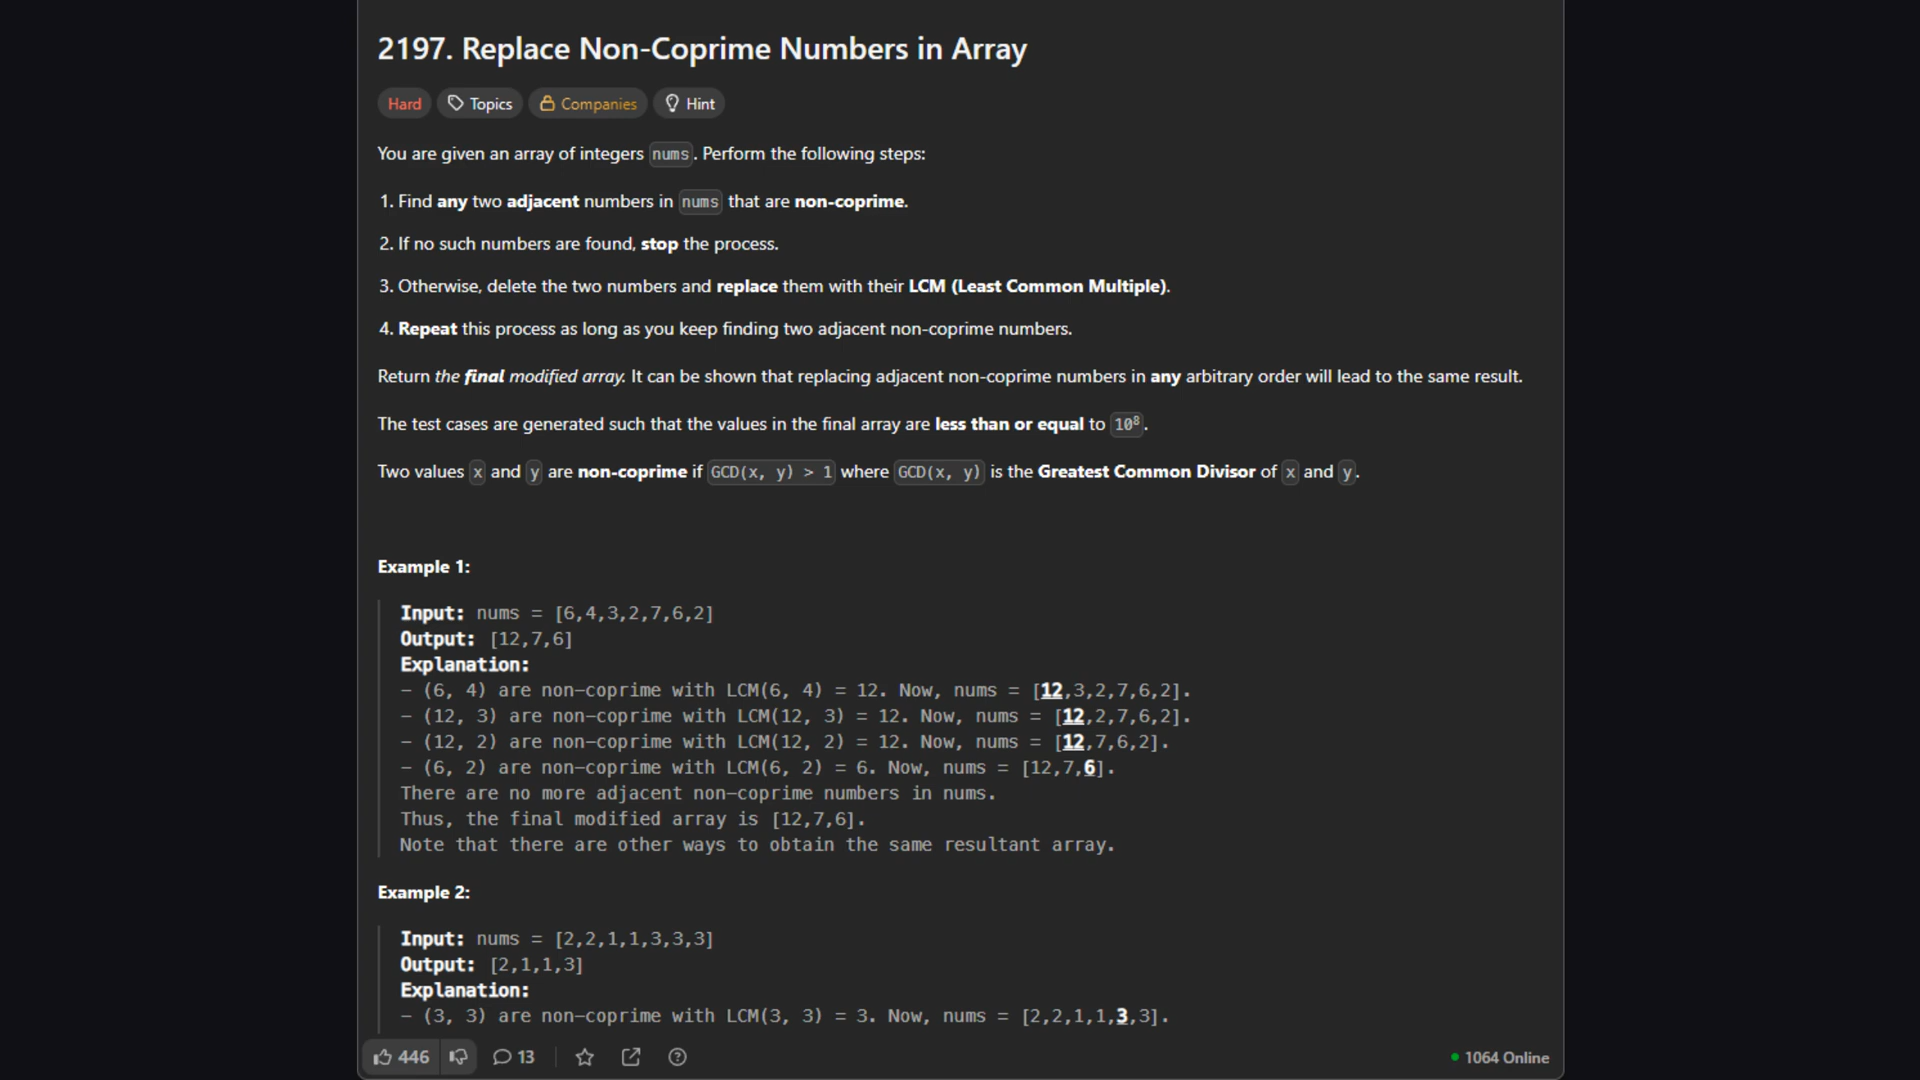 2197. Replace Non-Coprime Numbers in Array
Hard Topics Companies Hint
You are given an array of integers nums. Perform the following steps:
1. Find any two adjacent numbers in nums that are non-coprime.
2. If no such numbers are found, stop the process.
3. Otherwise, delete the two numbers and replace them with their LCM (Least Common Multiple).
4. Repeat this process as long as you keep finding two adjacent non-coprime numbers.
Return the final modified array. It can be shown that replacing adjacent non-coprime numbers in any arbitrary order will lead to the same result.
The test cases are generated such that the values in the final array are less than or equal to 10⁸.
Two values x and y are non-coprime if GCD(x, y) > 1 where GCD(x, y) is the Greatest Common Divisor of x and y.
Example 1:
Input: nums = [6,4,3,2,7,6,2]
Output: [12,7,6]
Explanation:
- (6, 4) are non-coprime with LCM(6, 4) = 12. Now, nums = [12,3,2,7,6,2].
- (12, 3) are non-coprime with LCM(12, 3) = 12. Now, nums = [12,2,7,6,2].
- (12, 2) are non-coprime with LCM(12, 2) = 12. Now, nums = [12,7,6,2].
- (6, 2) are non-coprime with LCM(6, 2) = 6. Now, nums = [12,7,6].
There are no more adjacent non-coprime numbers in nums.
Thus, the final modified array is [12,7,6].
Note that there are other ways to obtain the same resultant array.
Example 2:
Input: nums = [2,2,1,1,3,3,3]
Output: [2,1,1,3]
Explanation:
- (3, 3) are non-coprime with LCM(3, 3) = 3. Now, nums = [2,2,1,1,3,3].
446 13 1064 Online